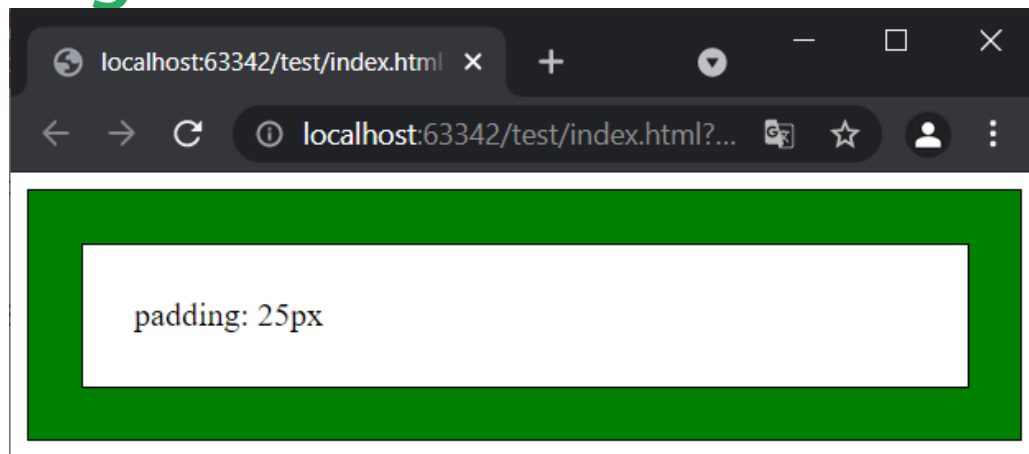 localhost:63342/test/index.html
localhost:63342/test/index.html?...
padding: 25px